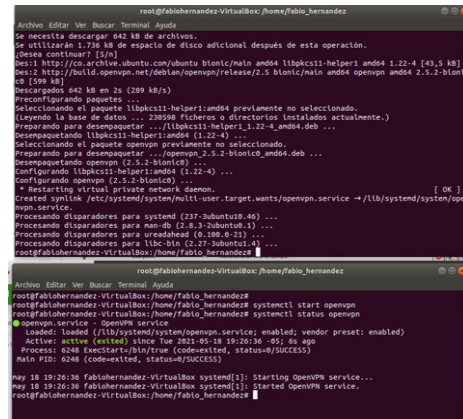 root@fabiohernandez-VirtualBox: /home/fabio_hernandez
Archivo Editar Ver Buscar Terminal Ayuda
Se necesita descargar 642 kB de archivos.
Se utilizarán 1.736 kB de espacio de disco adicional después de esta operación.
¿Desea continuar? [S/n]
Des:1 http://co.archive.ubuntu.com/ubuntu bionic/main amd64 libpkcs11-helper1 amd64 1.22-4 [43,5 kB]
Des:2 http://build.openvpn.net/debian/openvpn/release/2.5 bionic/main amd64 openvpn amd64 2.5.2-bioni
c0 [599 kB]
Descargados 642 kB en 2s (289 kB/s)
Preconfigurando paquetes ...
Seleccionando el paquete libpkcs11-helper1:amd64 previamente no seleccionado.
(Leyendo la base de datos ... 230598 ficheros o directorios instalados actualmente.)
Preparando para desempaquetar .../libpkcs11-helper1_1.22-4_amd64.deb ...
Desempaquetando libpkcs11-helper1:amd64 (1.22-4) ...
Seleccionando el paquete openvpn previamente no seleccionado.
Preparando para desempaquetar .../openvpn_2.5.2-bionic0_amd64.deb ...
Desempaquetando openvpn (2.5.2-bionic0) ...
Configurando libpkcs11-helper1:amd64 (1.22-4) ...
Configurando openvpn (2.5.2-bionic0) ...
* Restarting virtual private network daemon. [ OK ]
Created symlink /etc/systemd/system/multi-user.target.wants/openvpn.service → /lib/systemd/system/ope
nvpn.service.
Procesando disparadores para systemd (237-3ubuntu10.46) ...
Procesando disparadores para man-db (2.8.3-2ubuntu0.1) ...
Procesando disparadores para ureadahead (0.100.0-21) ...
Procesando disparadores para libc-bin (2.27-3ubuntu1.4) ...
root@fabiohernandez-VirtualBox:/home/fabio_hernandez#
root@fabiohernandez-VirtualBox: /home/fabio_hernandez
Archivo Editar Ver Buscar Terminal Ayuda
root@fabiohernandez-VirtualBox:/home/fabio_hernandez#
root@fabiohernandez-VirtualBox:/home/fabio_hernandez# systemctl start openvpn
root@fabiohernandez-VirtualBox:/home/fabio_hernandez# systemctl status openvpn
● openvpn.service - OpenVPN service
Loaded: loaded (/lib/systemd/system/openvpn.service; enabled; vendor preset: enabled)
Active: active (exited) since Tue 2021-05-18 19:26:36 -05; 6s ago
Process: 6248 ExecStart=/bin/true (code=exited, status=0/SUCCESS)
Main PID: 6248 (code=exited, status=0/SUCCESS)
may 18 19:26:36 fabiohernandez-VirtualBox systemd[1]: Starting OpenVPN service...
may 18 19:26:36 fabiohernandez-VirtualBox systemd[1]: Started OpenVPN service.
root@fabiohernandez-VirtualBox:/home/fabio_hernandez#